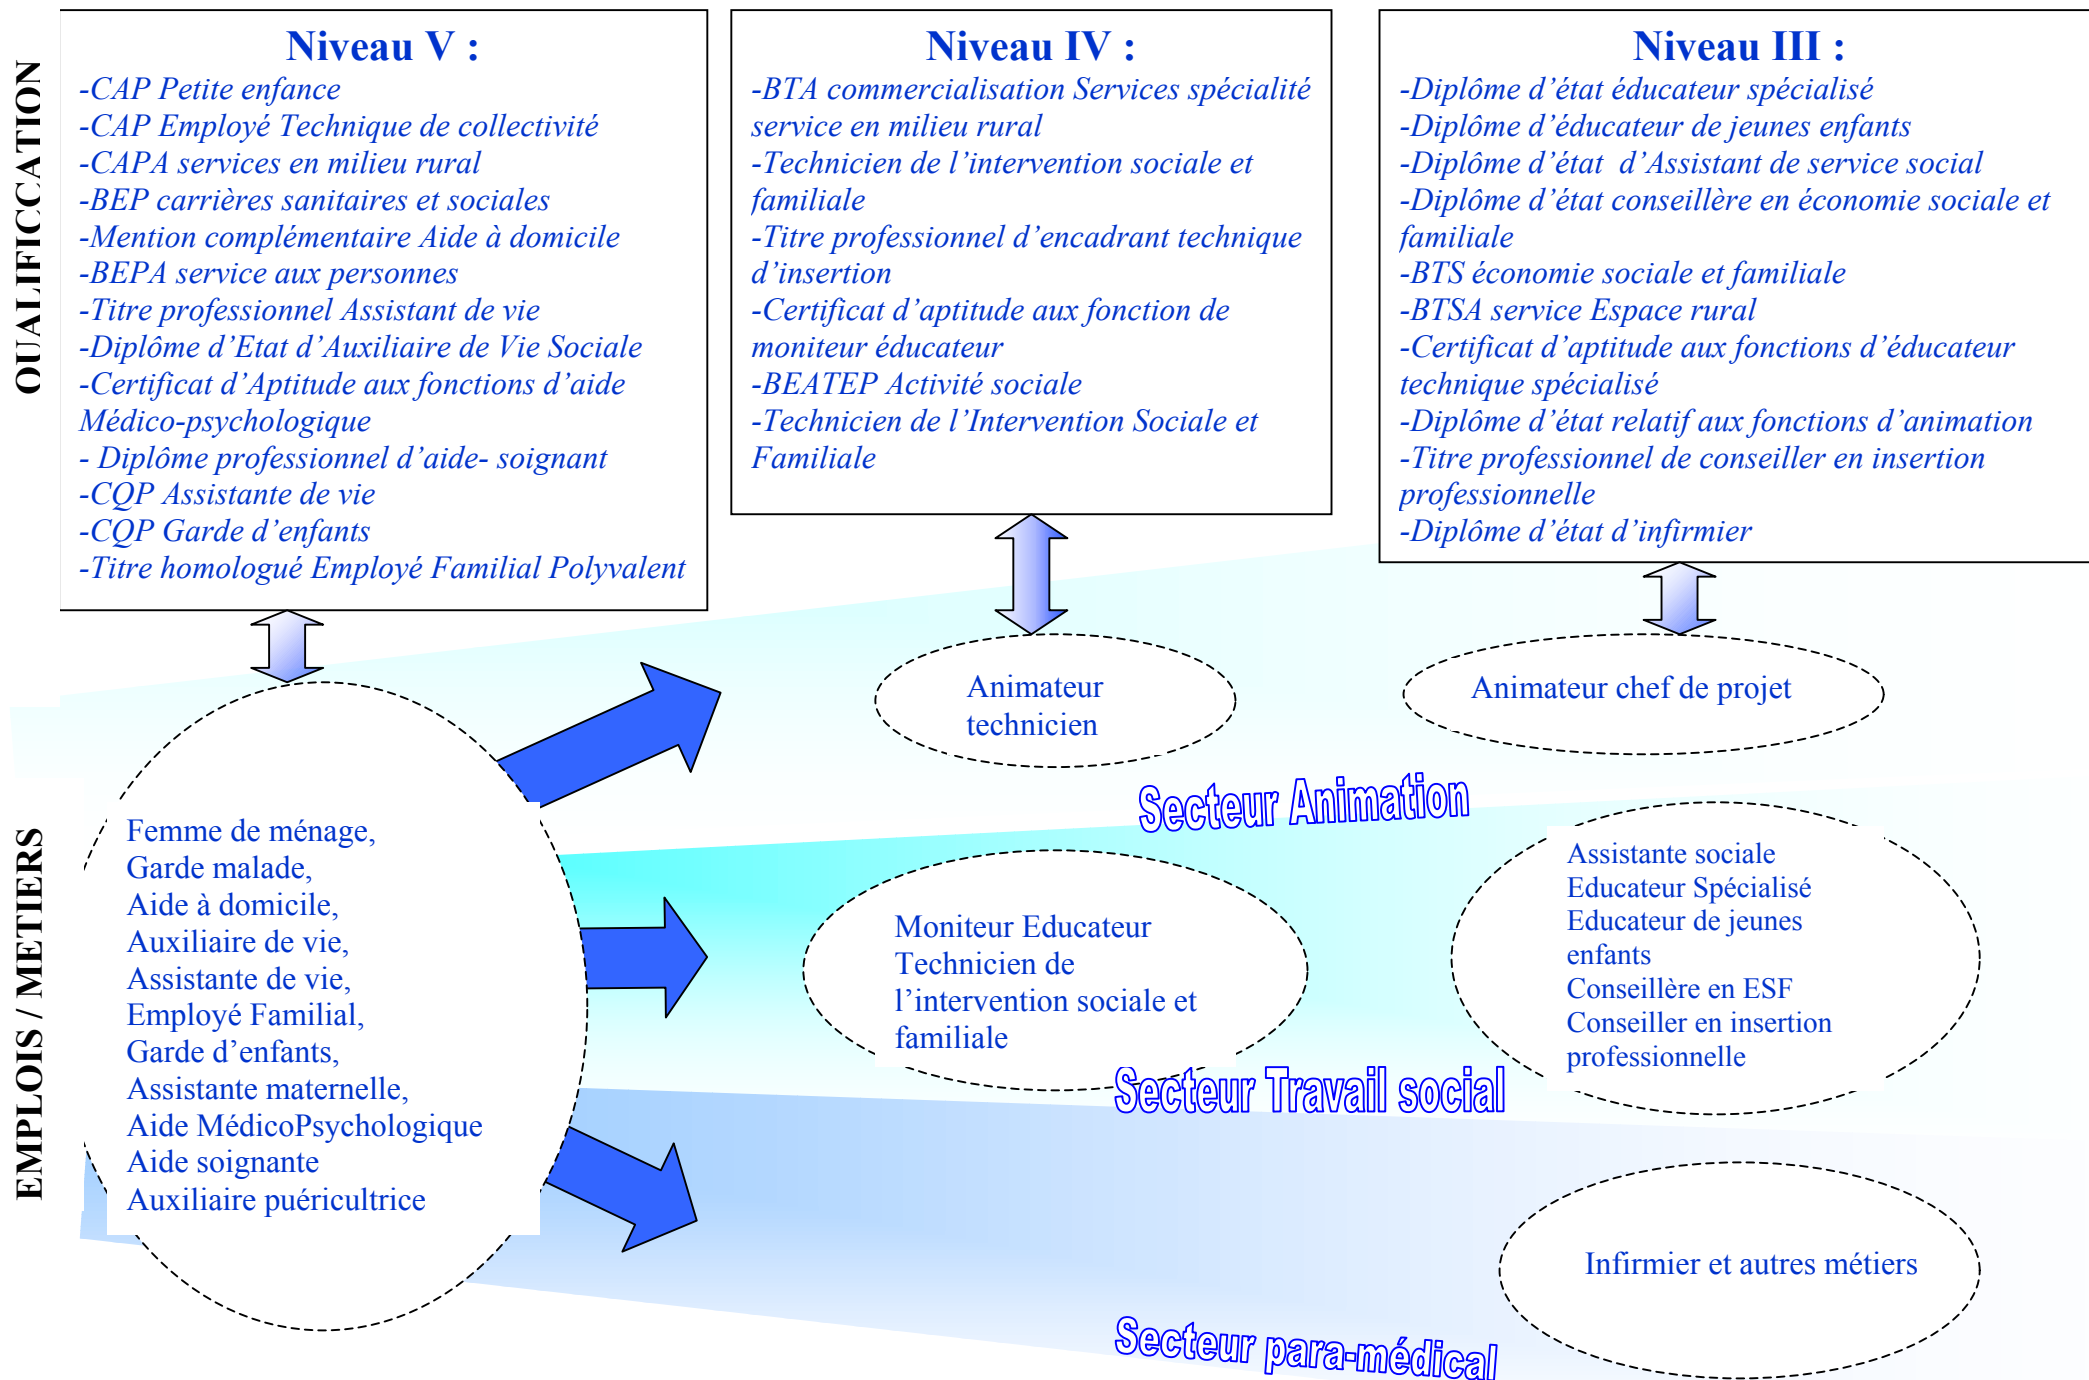 QUALIFICCATION
Niveau V :
-CAP Petite enfance
-CAP Employé Technique de collectivité
-CAPA services en milieu rural
-BEP carrières sanitaires et sociales
-Mention complémentaire Aide à domicile
-BEPA service aux personnes
-Titre professionnel Assistant de vie
-Diplôme d’Etat d’Auxiliaire de Vie Sociale
-Certificat d’Aptitude aux fonctions d’aide
Médico-psychologique
- Diplôme professionnel d’aide- soignant
-CQP Assistante de vie
-CQP Garde d’enfants
-Titre homologué Employé Familial Polyvalent
Niveau IV :
-BTA commercialisation Services spécialité
service en milieu rural
-Technicien de l’intervention sociale et
familiale
-Titre professionnel d’encadrant technique
d’insertion
-Certificat d’aptitude aux fonction de
moniteur éducateur
-BEATEP Activité sociale
-Technicien de l’Intervention Sociale et
Familiale
Niveau III :
-Diplôme d’état éducateur spécialisé
-Diplôme d’éducateur de jeunes enfants
-Diplôme d’état  d’Assistant de service social
-Diplôme d’état conseillère en économie sociale et
familiale
-BTS économie sociale et familiale
-BTSA service Espace rural
-Certificat d’aptitude aux fonctions d’éducateur
technique spécialisé
-Diplôme d’état relatif aux fonctions d’animation
-Titre professionnel de conseiller en insertion
professionnelle
-Diplôme d’état d’infirmier
EMPLOIS / METIERS
Femme de ménage,
Garde malade,
Aide à domicile,
Auxiliaire de vie,
Assistante de vie,
Employé Familial,
Garde d’enfants,
Assistante maternelle,
Aide MédicoPsychologique
Aide soignante
Auxiliaire puéricultrice
Animateur
technicien
Animateur chef de projet
Secteur Animation
Moniteur Educateur
Technicien de
l’intervention sociale et
familiale
Assistante sociale
Educateur Spécialisé
Educateur de jeunes
enfants
Conseillère en ESF
Conseiller en insertion
professionnelle
Secteur Travail social
Infirmier et autres métiers
Secteur para-médical